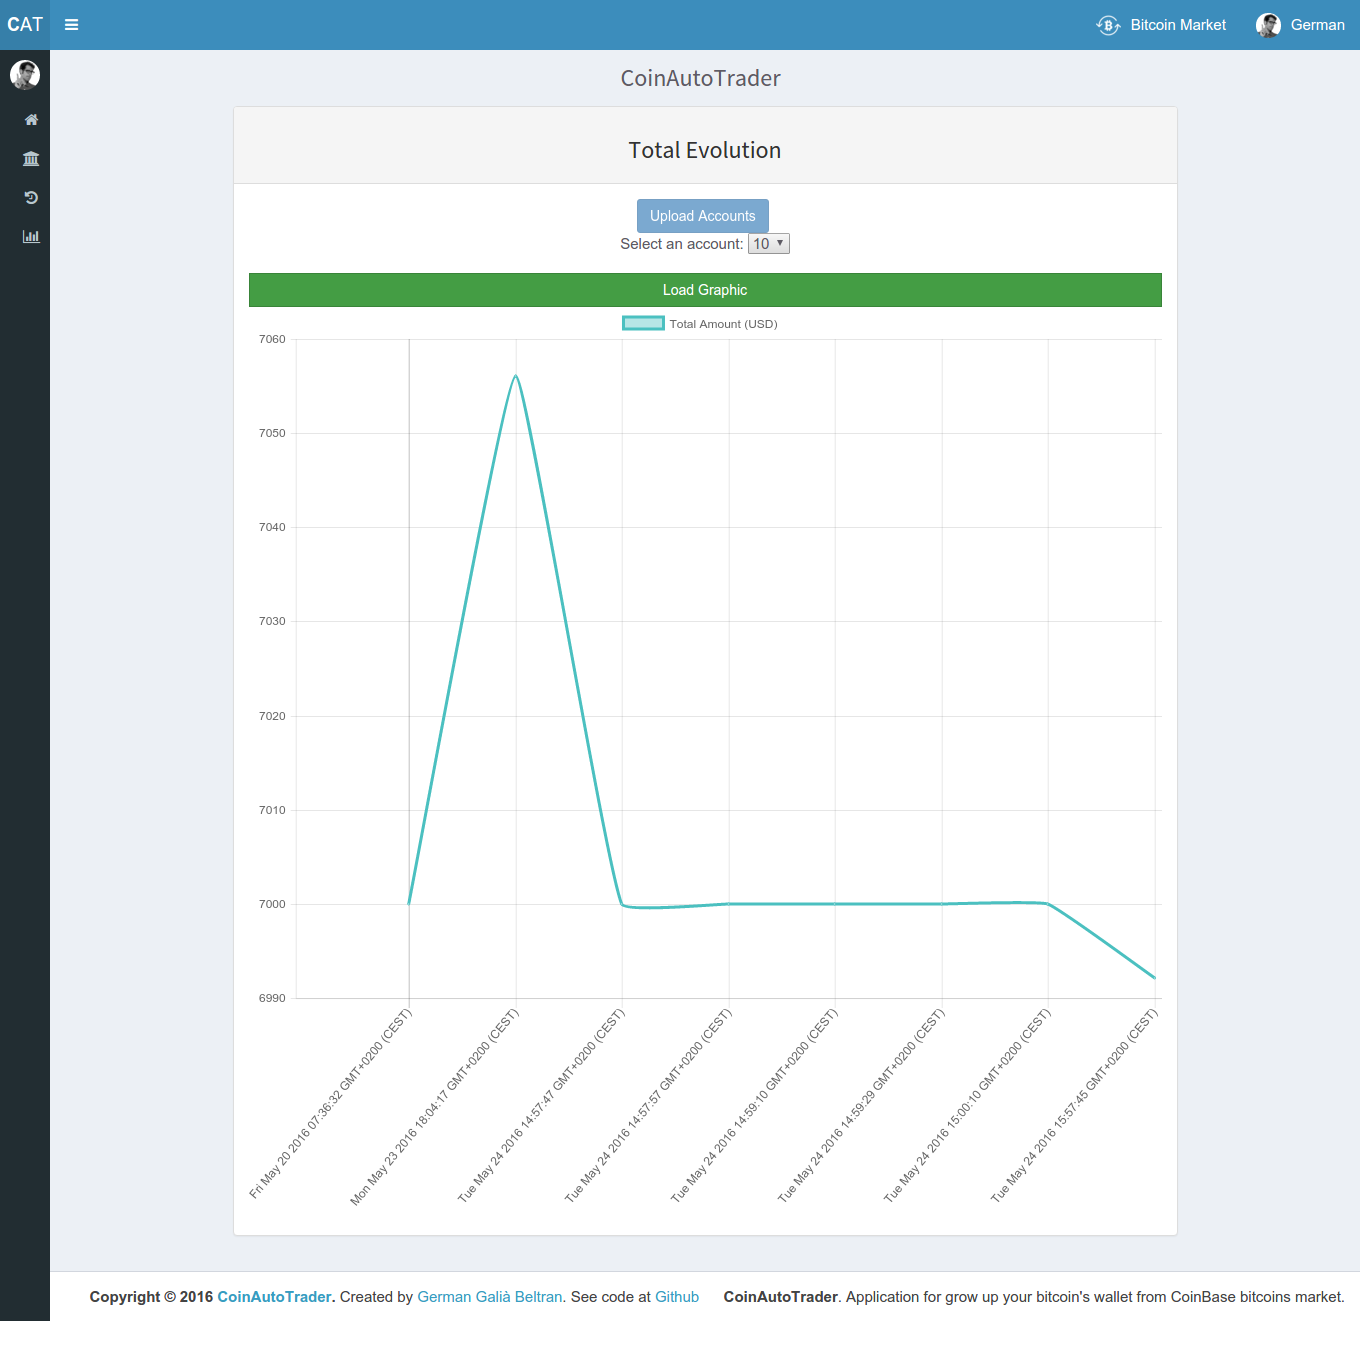 CAT
Bitcoin Market
German
CoinAutoTrader
Total Evolution
Upload Accounts
Select an account: 10
Load Graphic
Total Amount (USD)
7060
7050
7040
7030
7020
7010
7000
6990
Fri May 20 2016 07:36:32 GMT+0200 (CEST)
Mon May 23 2016 18:04:17 GMT+0200 (CEST)
Tue May 24 2016 14:57:47 GMT+0200 (CEST)
Tue May 24 2016 14:57:57 GMT+0200 (CEST)
Tue May 24 2016 14:59:10 GMT+0200 (CEST)
Tue May 24 2016 14:59:29 GMT+0200 (CEST)
Tue May 24 2016 15:00:10 GMT+0200 (CEST)
Tue May 24 2016 15:57:45 GMT+0200 (CEST)
Copyright © 2016 CoinAutoTrader. Created by German Galià Beltran. See code at Github CoinAutoTrader. Application for grow up your bitcoin's wallet from CoinBase bitcoins market.